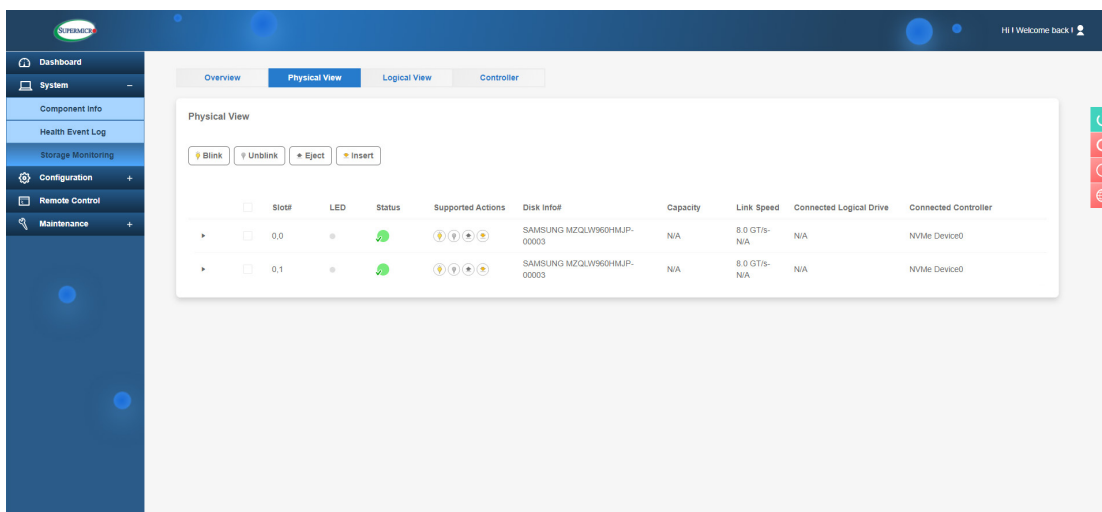 SUPERMICR
Hi ! Welcome back !
Dashboard
System −
Component Info
Health Event Log
Storage Monitoring
Configuration +
Remote Control
Maintenance +
Overview Physical View Logical View Controller
Physical View
Blink Unblink Eject Insert
Slot# LED Status Supported Actions Disk Info# Capacity Link Speed Connected Logical Drive Connected Controller
0,0 SAMSUNG MZQLW960HMJP- N/A 8.0 GT/s- N/A NVMe Device0
00003 N/A
0,1 SAMSUNG MZQLW960HMJP- N/A 8.0 GT/s- N/A NVMe Device0
00003 N/A